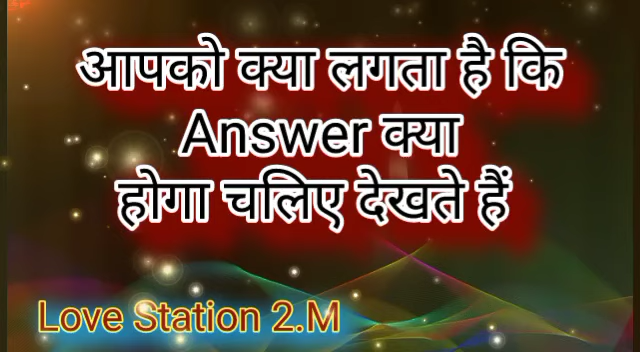 आपको क्या लगता है कि
Answer क्या
होगा चलिए देखते हैं
Love Station 2.M